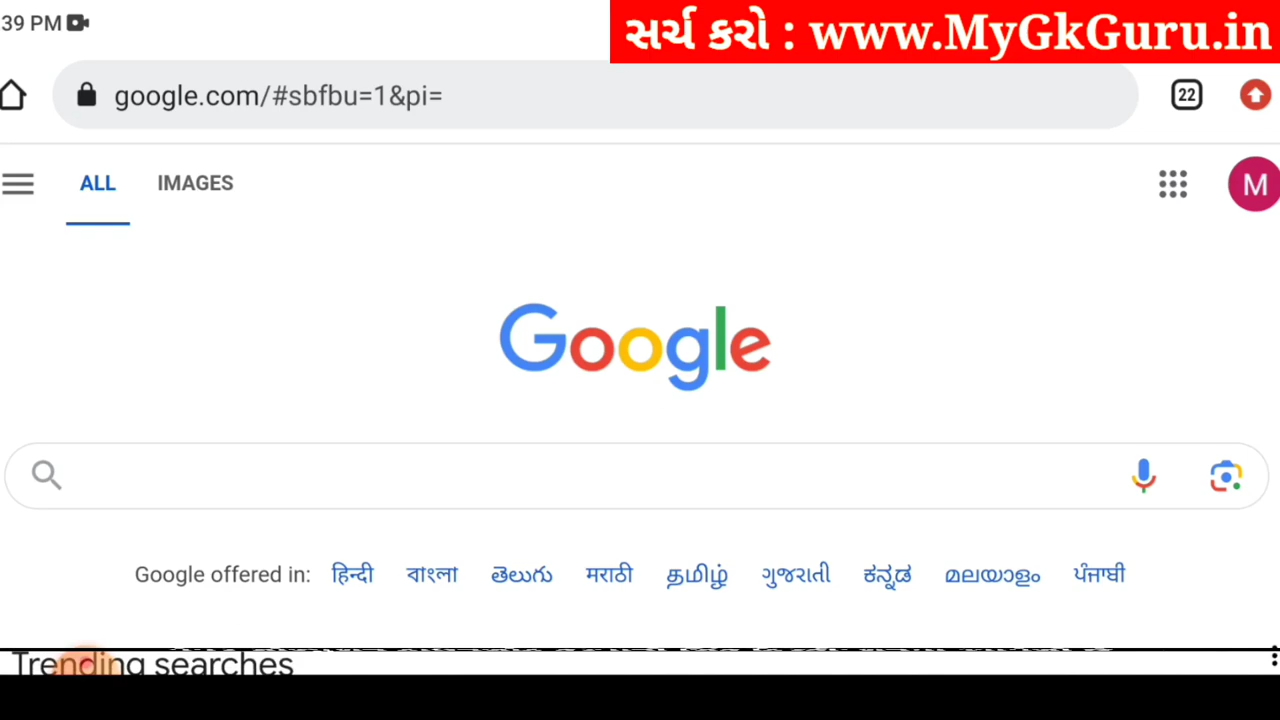 39 PM
સર્ચ કરો : www.MyGkGuru.in
google.com/#sbfbu=1&pi=
22
ALL IMAGES
M
Google
Google offered in: हिन्दी বাংলা తెలుగు मराठी தமிழ் ગુજરાતી ಕನ್ನಡ മലയാളം ਪੰਜਾਬੀ
Trending searches